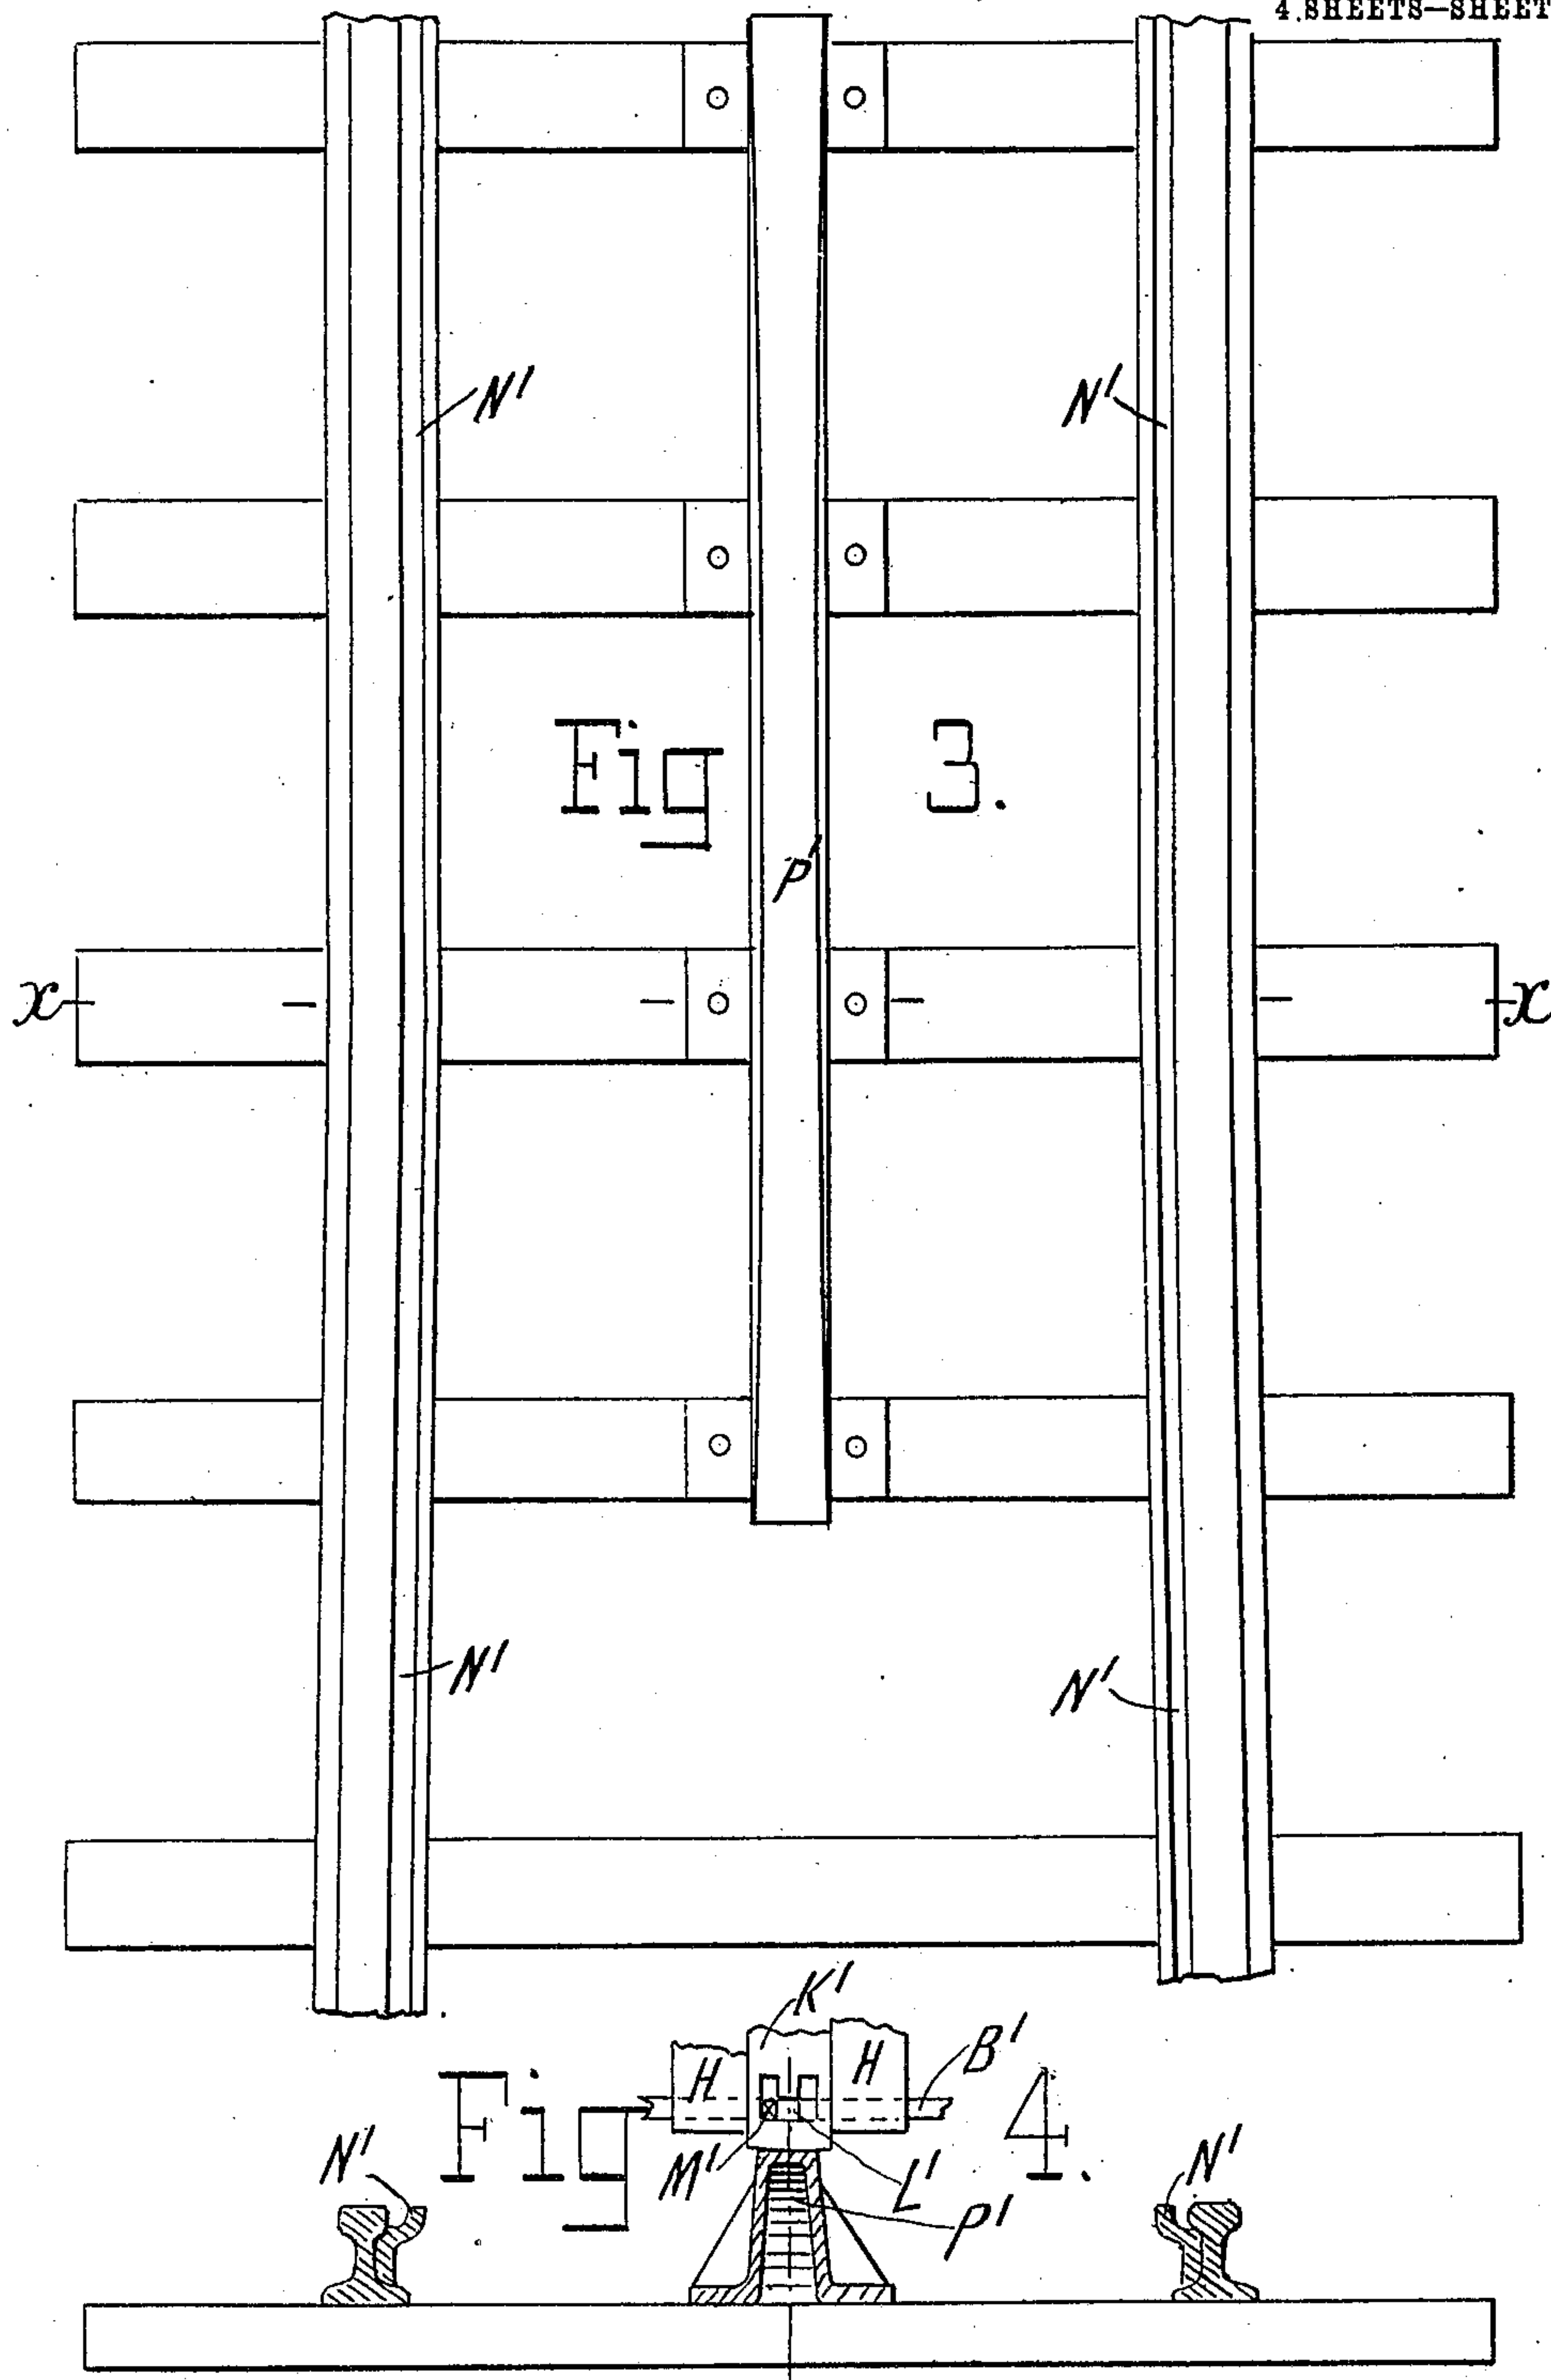 4.SHEETS—SHEET
N' N'
Fig 3.
P'
X X
N' N'
K'
H H B'
Fig 4.
N' M' L' N'
P'